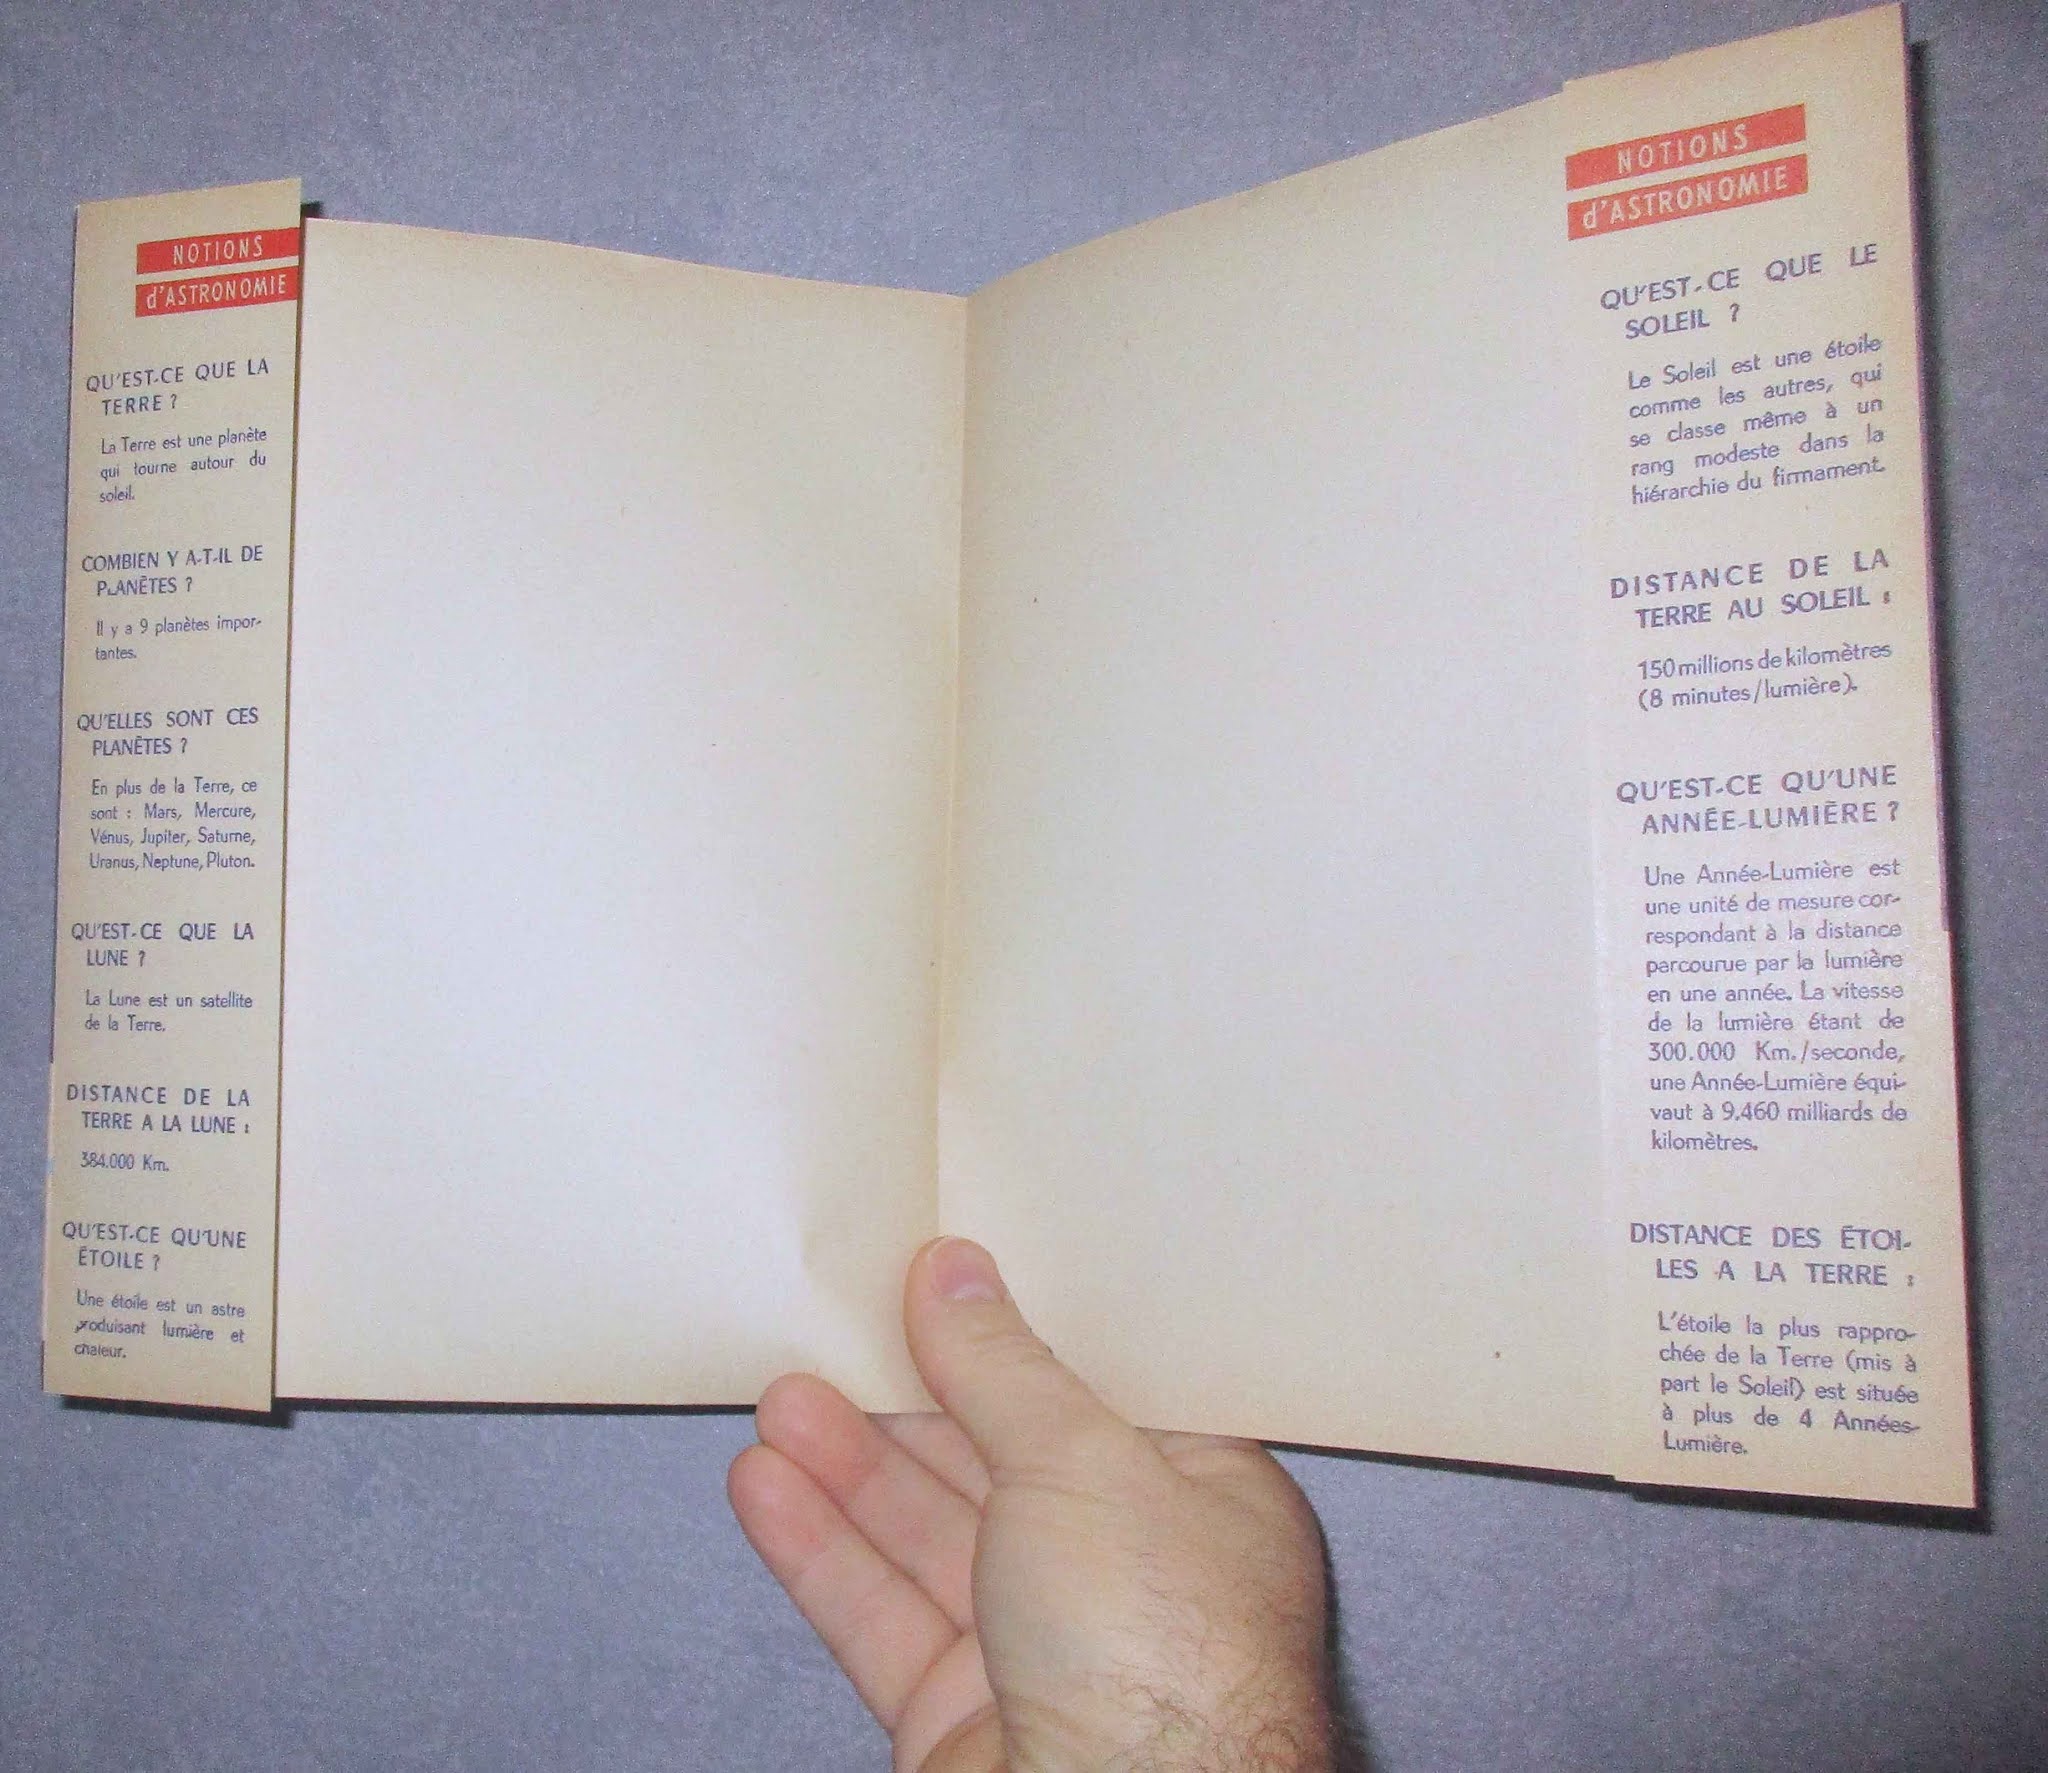 NOTIONS
d'ASTRONOMIE
QU'EST-CE QUE LA
TERRE ?
La Terre est une planète
qui tourne autour du
soleil.
COMBIEN Y A-T-IL DE
PLANÈTES ?
Il y a 9 planètes impor-
tantes.
QU'ELLES SONT CES
PLANÈTES ?
En plus de la Terre, ce
sont : Mars, Mercure,
Vénus, Jupiter, Saturne,
Uranus, Neptune, Pluton.
QU'EST-CE QUE LA
LUNE ?
La Lune est un satellite
de la Terre.
DISTANCE DE LA
TERRE A LA LUNE :
384.000 Km.
QU'EST-CE QU'UNE
ÉTOILE ?
Une étoile est un astre
produisant lumière et
chaleur.
NOTIONS
d'ASTRONOMIE
QU'EST-CE QUE LE
SOLEIL ?
Le Soleil est une étoile
comme les autres, qui
se classe même à un
rang modeste dans la
hiérarchie du firmament.
DISTANCE DE LA
TERRE AU SOLEIL :
150 millions de kilomètres
(8 minutes/lumière).
QU'EST-CE QU'UNE
ANNÉE-LUMIÈRE ?
Une Année-Lumière est
une unité de mesure cor-
respondant à la distance
parcourue par la lumière
en une année. La vitesse
de la lumière étant de
300.000 Km./seconde,
une Année-Lumière équi-
vaut à 9.460 milliards de
kilomètres.
DISTANCE DES ÉTOI-
LES A LA TERRE :
L'étoile la plus rappro-
chée de la Terre (mis à
part le Soleil) est située
à plus de 4 Années-
Lumière.